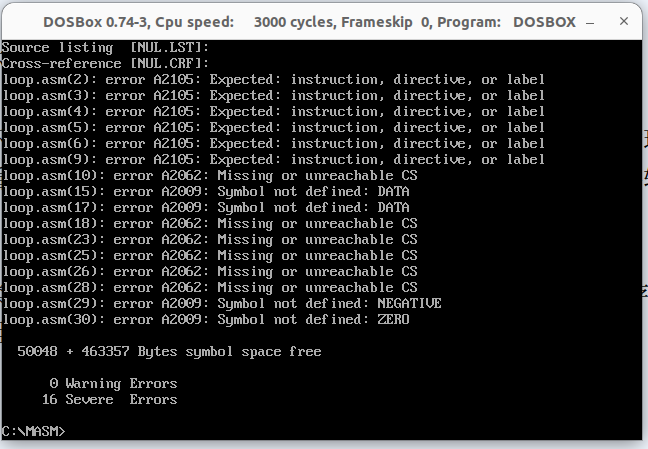 DOSBox 0.74-3, Cpu speed: 3000 cycles, Frameskip 0, Program: DOSBOX
Source listing [NUL.LST]:
Cross-reference [NUL.CRF]:
loop.asm(2): error A2105: Expected: instruction, directive, or label
loop.asm(3): error A2105: Expected: instruction, directive, or label
loop.asm(4): error A2105: Expected: instruction, directive, or label
loop.asm(5): error A2105: Expected: instruction, directive, or label
loop.asm(6): error A2105: Expected: instruction, directive, or label
loop.asm(9): error A2105: Expected: instruction, directive, or label
loop.asm(10): error A2062: Missing or unreachable CS
loop.asm(15): error A2009: Symbol not defined: DATA
loop.asm(17): error A2009: Symbol not defined: DATA
loop.asm(18): error A2062: Missing or unreachable CS
loop.asm(23): error A2062: Missing or unreachable CS
loop.asm(25): error A2062: Missing or unreachable CS
loop.asm(26): error A2062: Missing or unreachable CS
loop.asm(28): error A2062: Missing or unreachable CS
loop.asm(29): error A2009: Symbol not defined: NEGATIVE
loop.asm(30): error A2009: Symbol not defined: ZERO
50048 + 463357 Bytes symbol space free
0 Warning Errors
16 Severe Errors
C:\MASM>